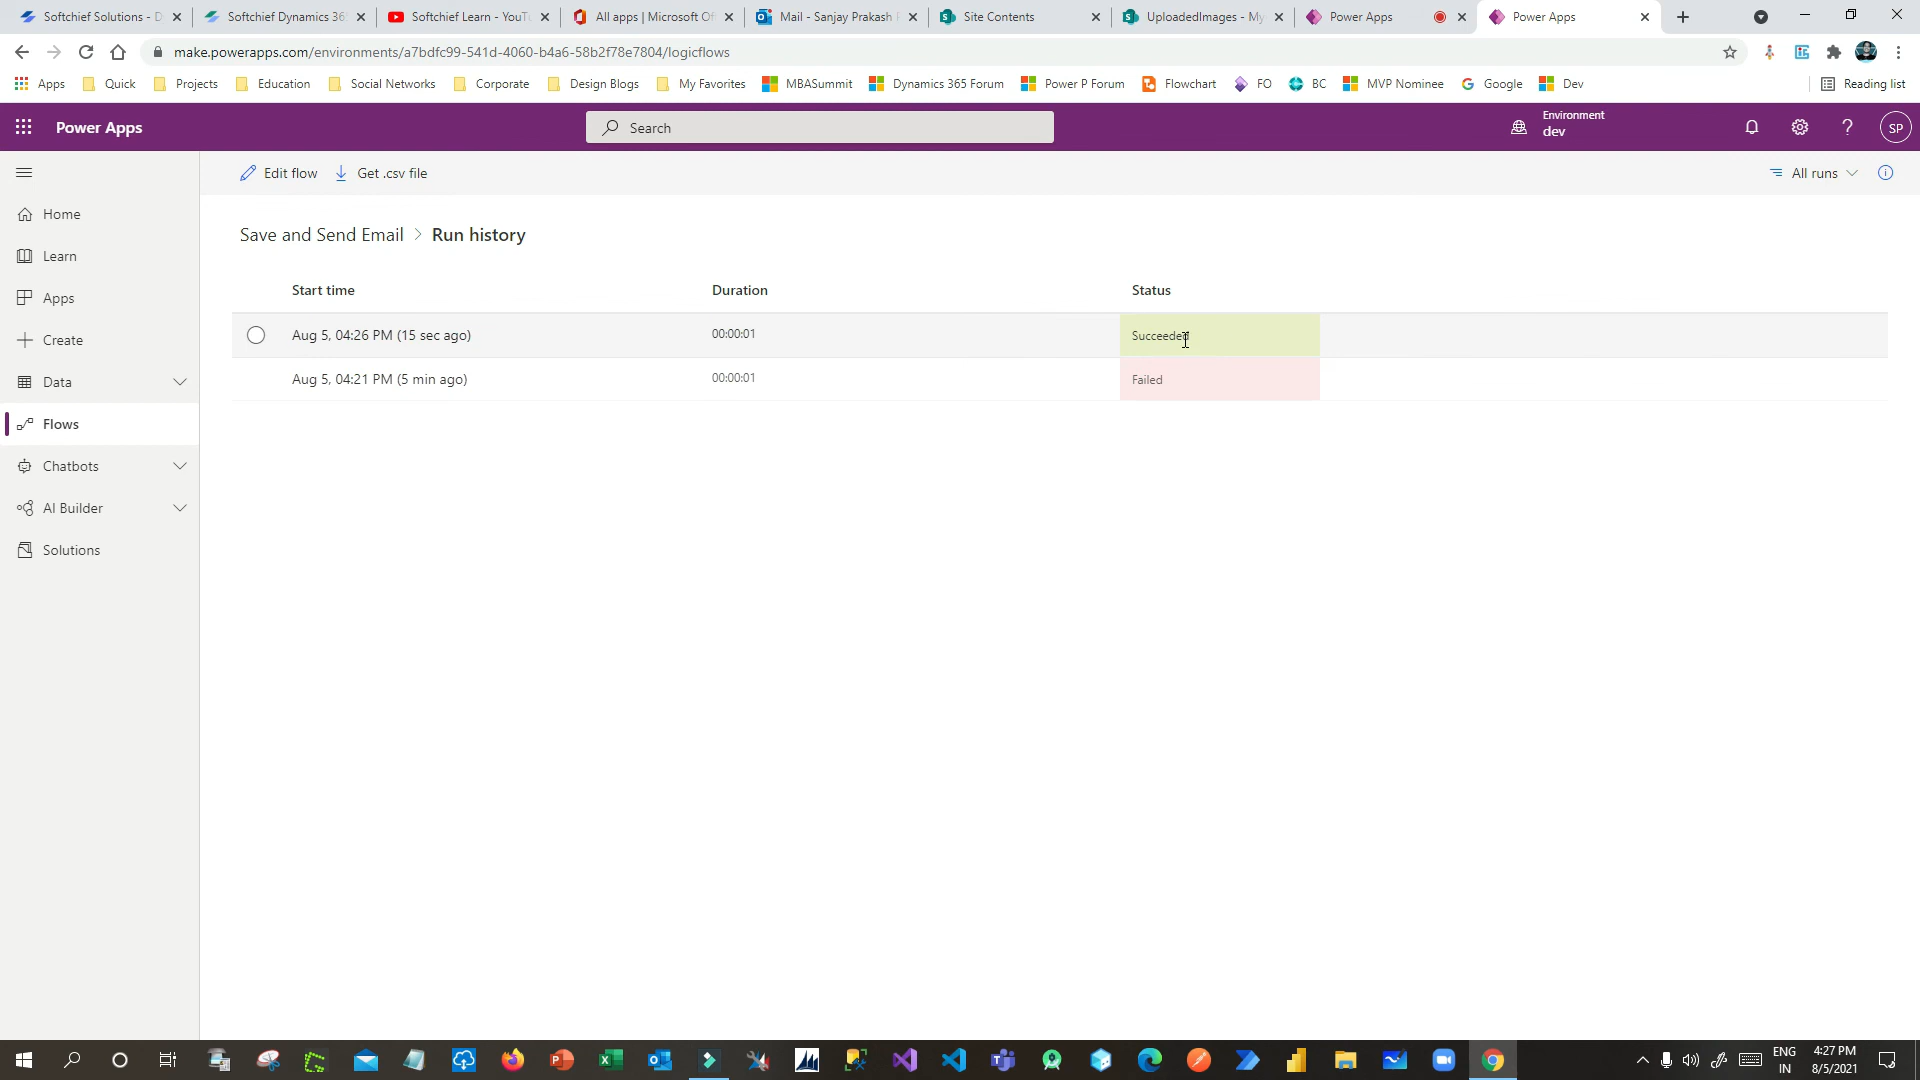 Softchief Solutions - D
Softchief Dynamics 36
Softchief Learn - YouT
All apps | Microsoft Of
Mail - Sanjay Prakash
Site Contents
UploadedImages - My
Power Apps
Power Apps
make.powerapps.com/environments/a7bdfc99-541d-4060-b4a6-58b2f78e7804/logicflows
Apps
Quick
Projects
Education
Social Networks
Corporate
Design Blogs
My Favorites
MBASummit
Dynamics 365 Forum
Power P Forum
Flowchart
FO
BC
MVP Nominee
Google
Dev
Reading list
Power Apps
Search
Environment
dev
SP
Edit flow
Get .csv file
All runs
Home
Learn
Apps
Create
Data
Flows
Chatbots
AI Builder
Solutions
Save and Send Email > Run history
Start time Duration Status
Aug 5, 04:26 PM (15 sec ago) 00:00:01 Succeeded
Aug 5, 04:21 PM (5 min ago) 00:00:01 Failed
ENG
IN
4:27 PM
8/5/2021